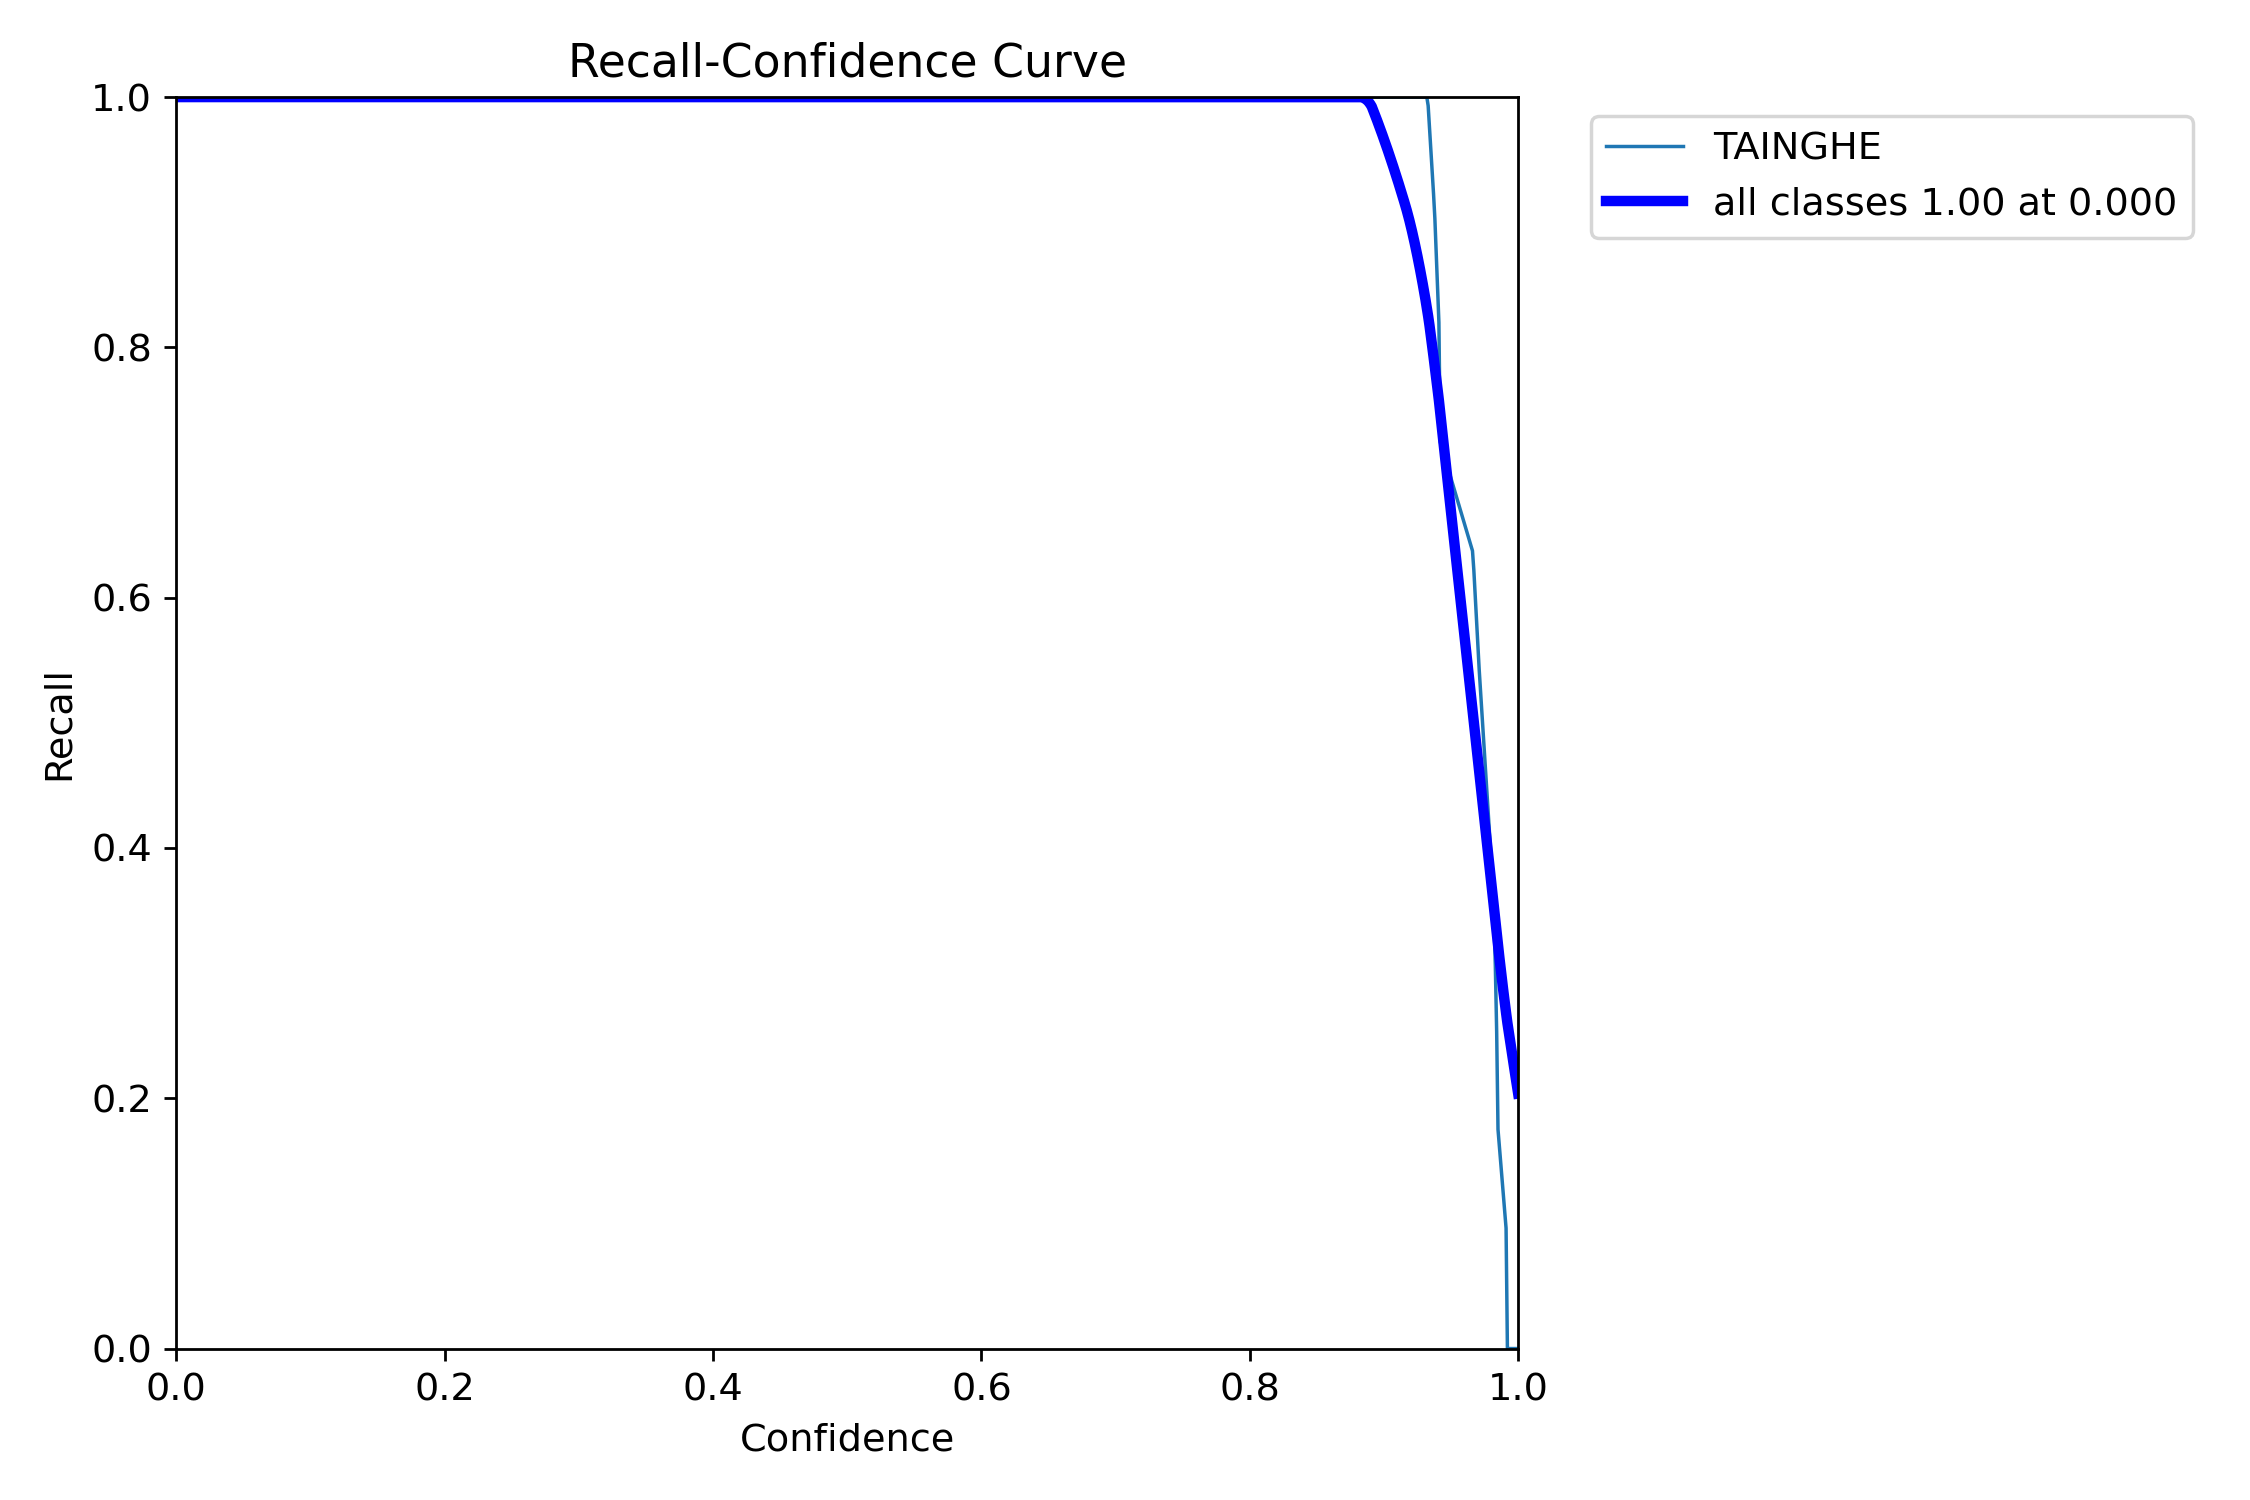 Recall-Confidence Curve
1.0
0.8
0.6
0.4
0.2
0.0
Recall
0.0 0.2 0.4 0.6 0.8 1.0
Confidence
TAINGHE
all classes 1.00 at 0.000